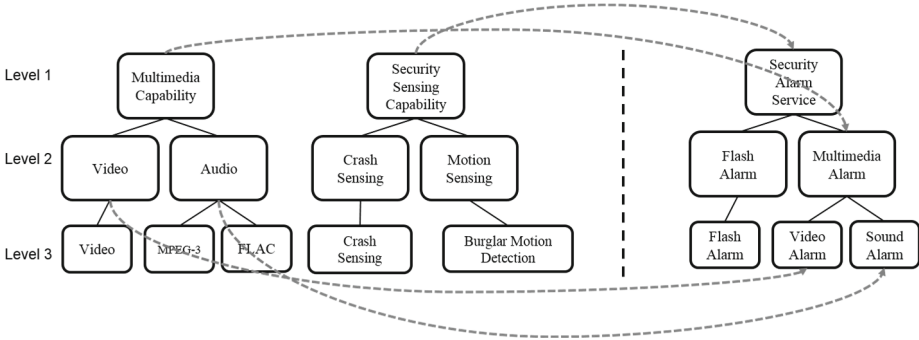 Level 1
Multimedia
Capability
Security
Sensing
Capability
Security
Alarm
Service
Level 2
Video
Audio
Crash
Sensing
Motion
Sensing
Flash
Alarm
Multimedia
Alarm
Level 3
Video
MPEG-3
FLAC
Crash
Sensing
Burglar Motion
Detection
Flash
Alarm
Video
Alarm
Sound
Alarm